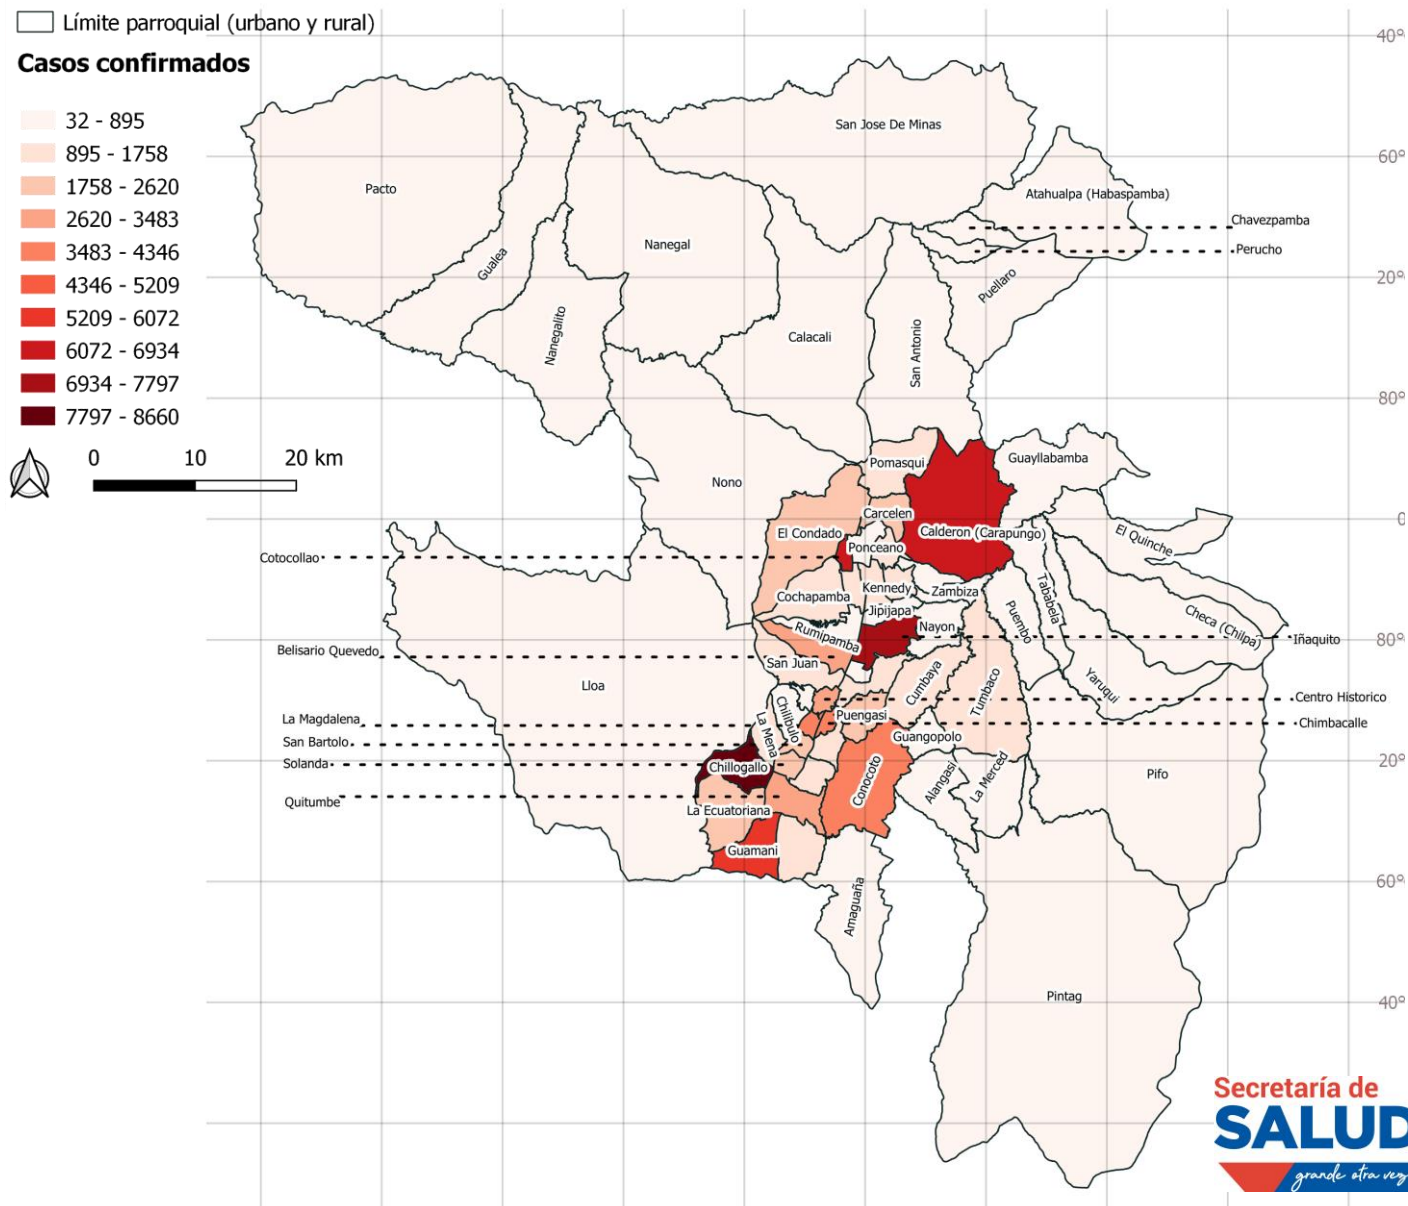 Límite parroquial (urbano y rural)
Casos confirmados
32 - 895
895 - 1758
1758 - 2620
2620 - 3483
3483 - 4346
4346 - 5209
5209 - 6072
6072 - 6934
6934 - 7797
7797 - 8660
0 10 20 km
40°
San Jose De Minas
60°
Pacto
Atahualpa (Habaspamba)
Chavezpamba
Nanegal
Perucho
Gualea
20°
Puellaro
Nanegalito
Calacali
San Antonio
80°
Pomasqui
Guayllabamba
Nono
Carcelen
0
El Condado
Calderon (Carapungo)
El Quinche
Ponceano
Cotocollao
Kennedy
Zambiza
Cochapamba
Tababela
Jipijapa
Puembo
Checa (Chilpa)
Nayon
Rumipamba
80°
Iñaquito
Belisario Quevedo
San Juan
Lloa
Cumbaya
Tumbaco
Yaruqui
Centro Historico
Chilibulo
Puengasi
La Magdalena
Chimbacalle
La Mena
Guangopolo
San Bartolo
20°
Solanda
Chillogallo
Conocoto
Alangasi
La Merced
Pifo
Quitumbe
La Ecuatoriana
Guamani
60°
Amaguaña
Pintag
40°
Secretaría de
SALUD
grande otra vez